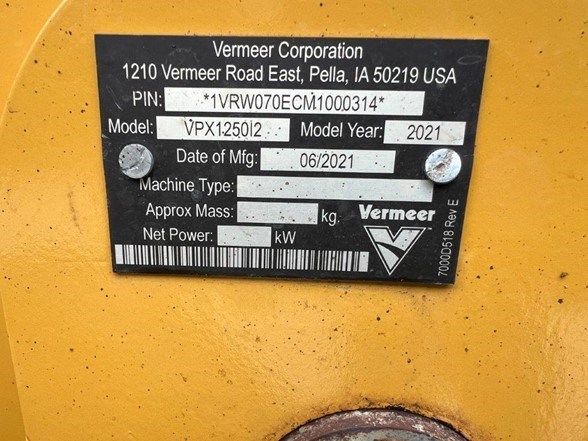 Vermeer Corporation
1210 Vermeer Road East, Pella, IA 50219 USA
PIN: *1VRW070ECM1000314*
Model: VPX1250I2 Model Year: 2021
Date of Mfg: 06/2021
Machine Type:
Approx Mass: kg.
Net Power: kW
Vermeer
7000D518 Rev E